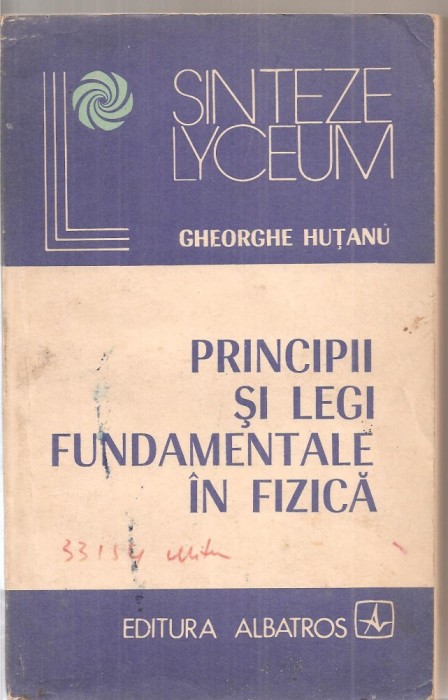 SINTEZE
LYCEUM
GHEORGHE HUȚANU
PRINCIPII
ȘI LEGI
FUNDAMENTALE
ÎN FIZICĂ
EDITURA ALBATROS